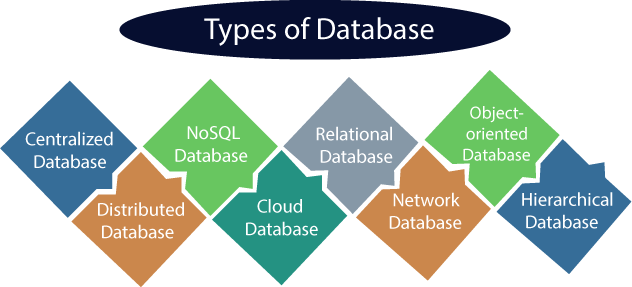 Types of Database
Centralized
Database
Distributed
Database
NoSQL
Database
Cloud
Database
Relational
Database
Network
Database
Object-
oriented
Database
Hierarchical
Database